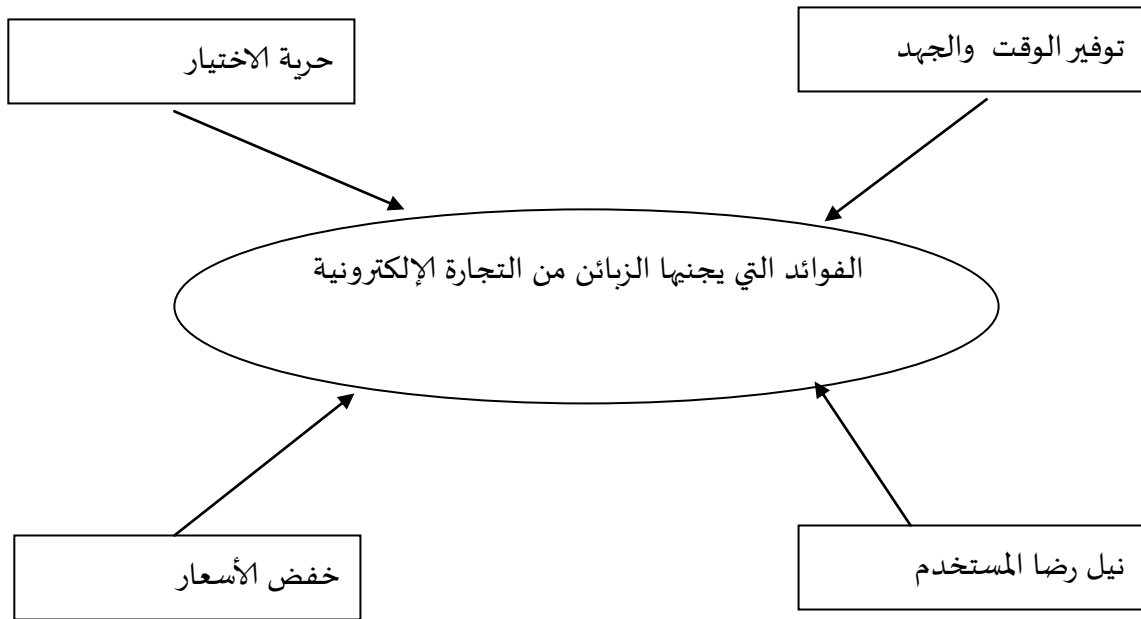 توفير الوقت والجهد
حرية الاختيار
الفوائد التي يجنيها الزبائن من التجارة الإلكترونية
نيل رضا المستخدم
خفض الأسعار